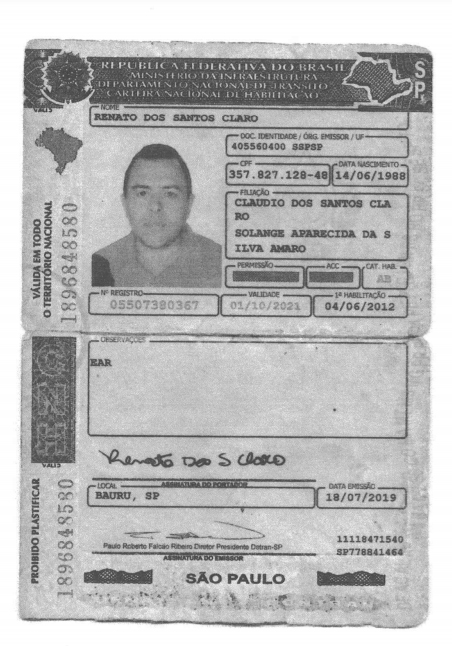 REPÚBLICA FEDERATIVA DO BRASIL
MINISTÉRIO DA INFRAESTRUTURA
DEPARTAMENTO NACIONAL DE TRÂNSITO
CARTEIRA NACIONAL DE HABILITAÇÃO
SP
NOME
RENATO DOS SANTOS CLARO
DOC. IDENTIDADE / ÓRG. EMISSOR / UF
405560400 SSPSP
CPF
357.827.128-48
DATA NASCIMENTO
14/06/1988
FILIAÇÃO
CLAUDIO DOS SANTOS CLA
RO
SOLANGE APARECIDA DA S
ILVA AMARO
PERMISSÃO
ACC
CAT. HAB.
AB
Nº REGISTRO
05507380367
VALIDADE
01/10/2021
1ª HABILITAÇÃO
04/06/2012
VÁLIDA EM TODO
O TERRITÓRIO NACIONAL
1896848580
OBSERVAÇÕES
EAR
Renato Dos S Claro
ASSINATURA DO PORTADOR
LOCAL
BAURU, SP
DATA EMISSÃO
18/07/2019
Paulo Roberto Falcão Ribeiro Diretor Presidente Detran-SP
ASSINATURA DO EMISSOR
11118471540
SP778841464
SÃO PAULO
PROIBIDO PLASTIFICAR
1896848580